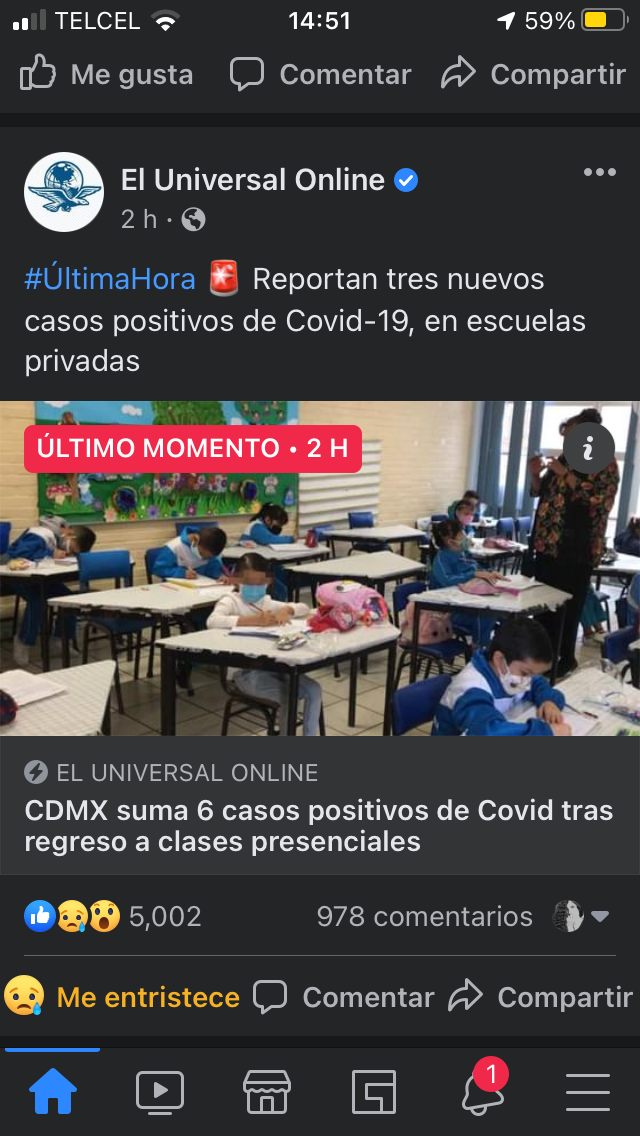 TELCEL 14:51 59%
Me gusta Comentar Compartir
El Universal Online
2 h ·
#ÚltimaHora 🚨 Reportan tres nuevos
casos positivos de Covid-19, en escuelas
privadas
ÚLTIMO MOMENTO • 2 H
EL UNIVERSAL ONLINE
CDMX suma 6 casos positivos de Covid tras
regreso a clases presenciales
5,002 978 comentarios
Me entristece Comentar Compartir
1